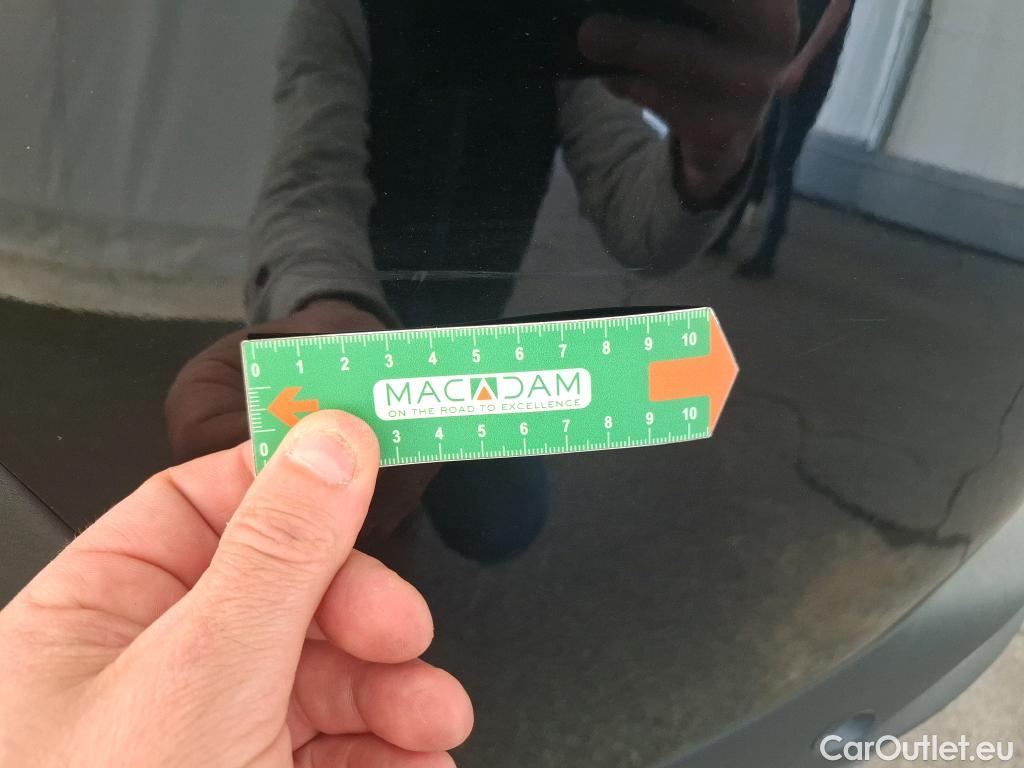 0 1 2 3 4 5 6 7 8 9 10
MACADAM
ON THE ROAD TO EXCELLENCE
0 3 4 5 6 7 8 9 10
CarOutlet.eu